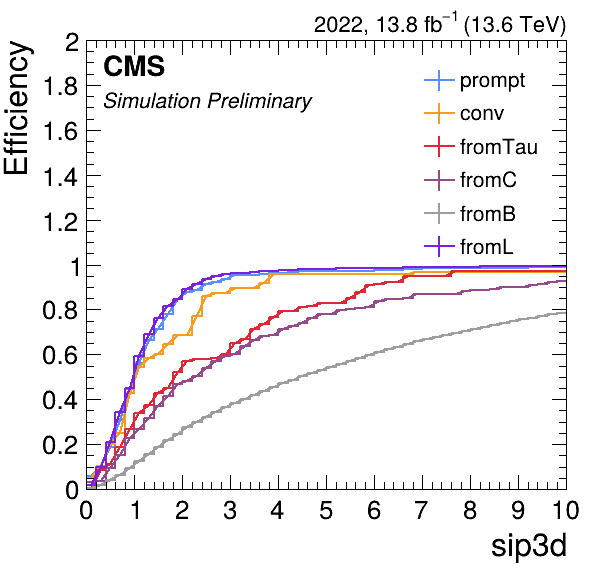 2022, 13.8 fb⁻¹ (13.6 TeV)
CMS
Simulation Preliminary
prompt
conv
fromTau
fromC
fromB
fromL
Efficiency
2
1.8
1.6
1.4
1.2
1
0.8
0.6
0.4
0.2
0
0 1 2 3 4 5 6 7 8 9 10
sip3d